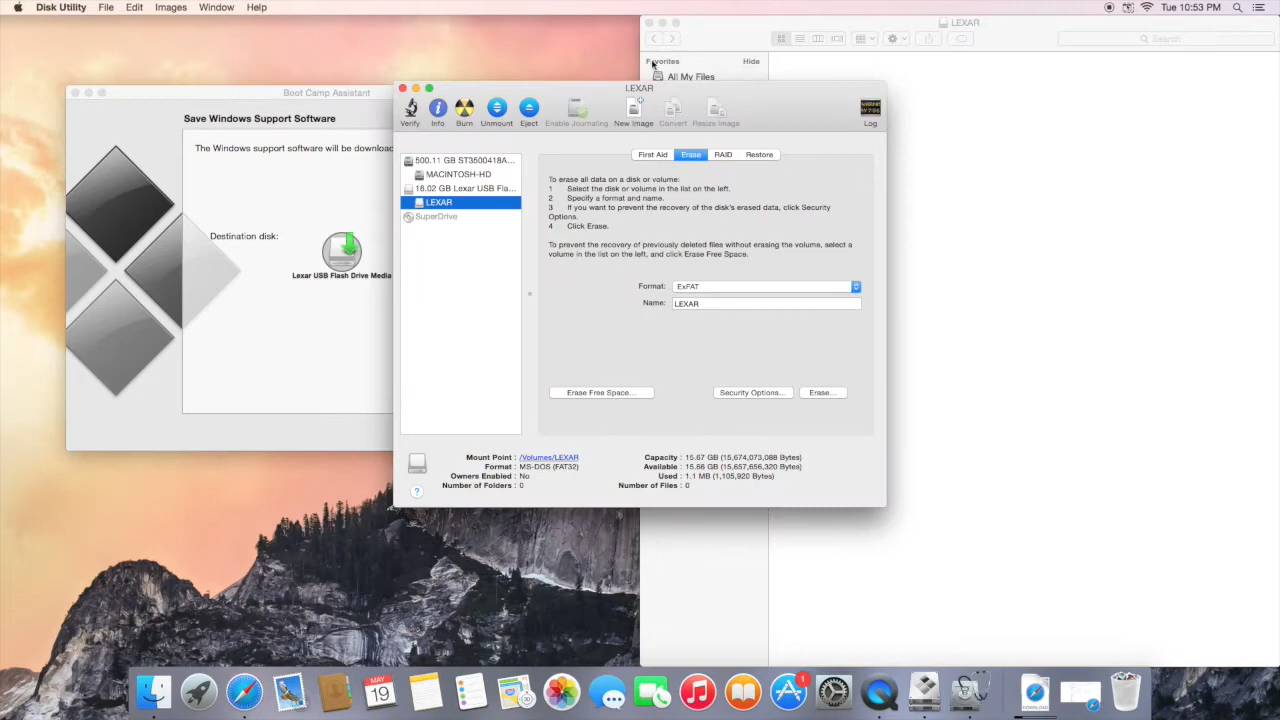 Disk Utility File Edit Images Window Help
Tue 10:53 PM
LEXAR
Search
Favorites Hide
All My Files
Boot Camp Assistant
Save Windows Support Software
The Windows support software will be download
Destination disk:
Lexar USB Flash Drive Media
LEXAR
Verify Info Burn Unmount Eject Enable Journaling New Image Convert Resize Image Log
500.11 GB ST3500418A...
MACINTOSH-HD
16.02 GB Lexar USB Fla...
LEXAR
SuperDrive
First Aid Erase RAID Restore
To erase all data on a disk or volume:
1 Select the disk or volume in the list on the left.
2 Specify a format and name.
3 If you want to prevent the recovery of the disk's erased data, click Security
Options.
4 Click Erase.
To prevent the recovery of previously deleted files without erasing the volume, select a
volume in the list on the left, and click Erase Free Space.
Format: ExFAT
Name: LEXAR
Erase Free Space... Security Options... Erase...
Mount Point : /Volumes/LEXAR
Format : MS-DOS (FAT32)
Owners Enabled : No
Number of Folders : 0
Capacity : 15.67 GB (15,674,073,088 Bytes)
Available : 15.66 GB (15,657,656,320 Bytes)
Used : 1.1 MB (1,105,920 Bytes)
Number of Files : 0
?
MAY
19
1
DOWNLOAD